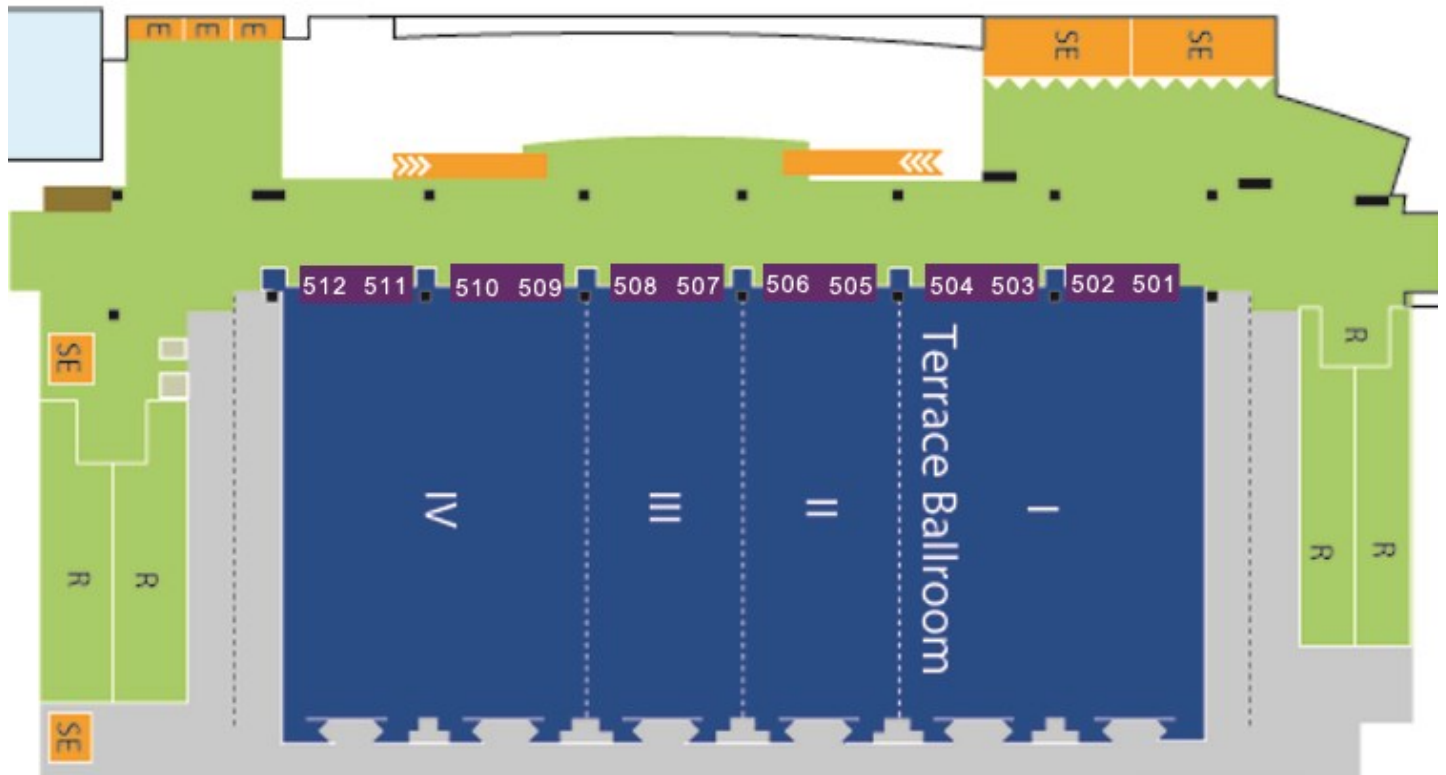 E E E
SE SE
512 511 510 509 508 507 506 505 504 503 502 501
SE
R
Terrace Ballroom
IV III II I
R R
R R
SE